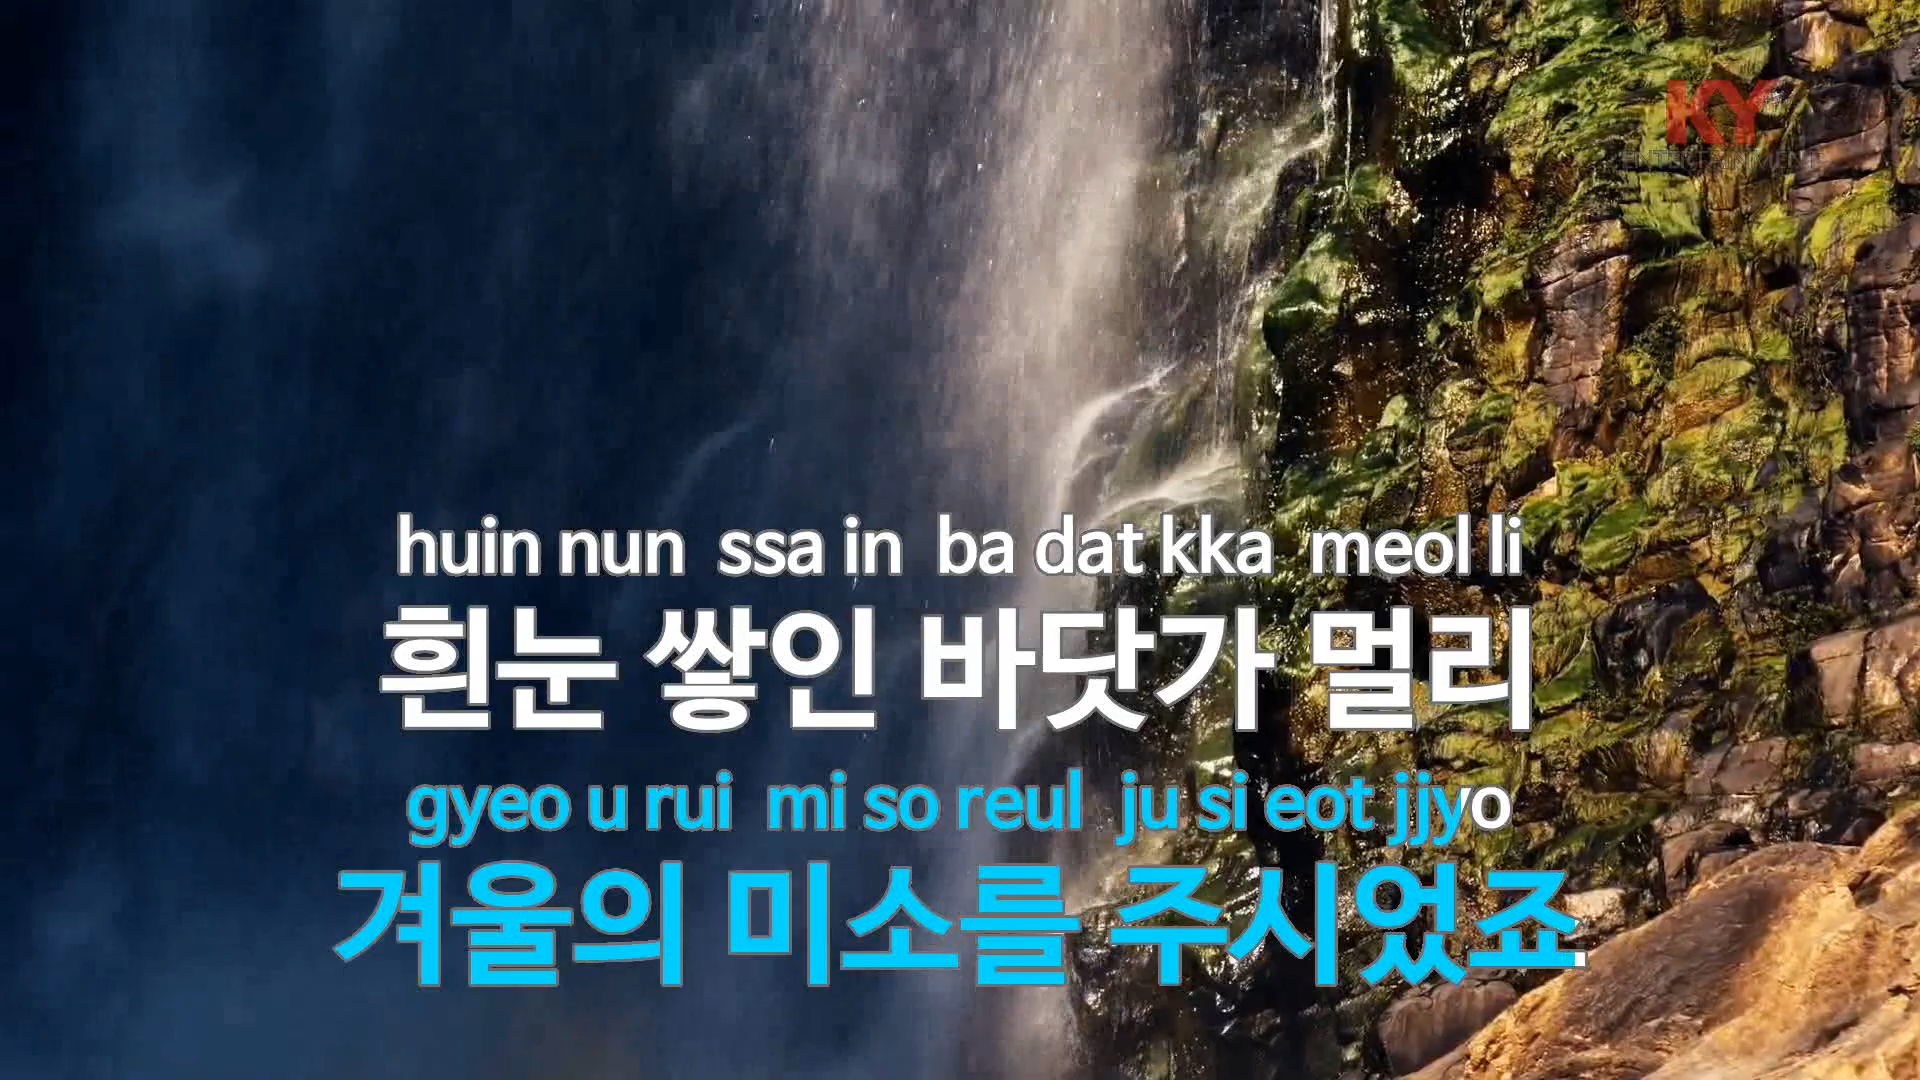 KY
ENTERTAINMENT
huin nun ssa in ba dat kka meol li
흰눈 쌓인 바닷가 멀리
gyeo u rui mi so reul ju si eot jjyo
겨울의 미소를 주시었죠